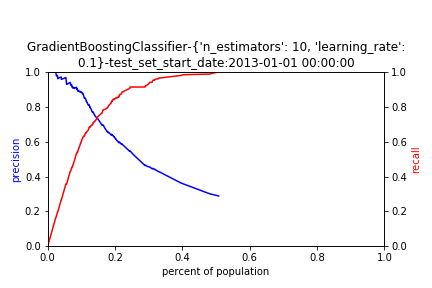 GradientBoostingClassifier-{'n_estimators': 10, 'learning_rate':
0.1}-test_set_start_date:2013-01-01 00:00:00
1.0
0.8
0.6
0.4
0.2
0.0
precision
1.0
0.8
0.6
0.4
0.2
0.0
recall
0.0 0.2 0.4 0.6 0.8 1.0
percent of population